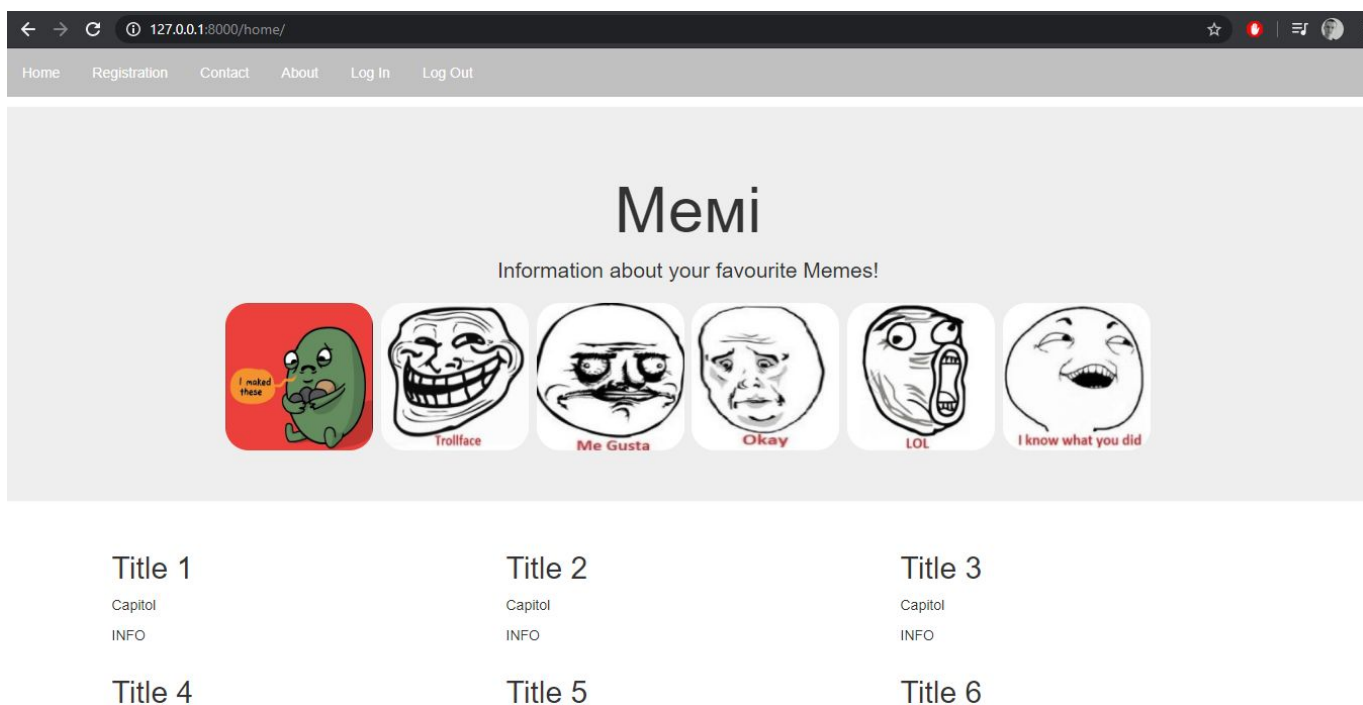 127.0.0.1:8000/home/
Home Registration Contact About Log In Log Out
Мемі
Information about your favourite Memes!
I maked
these
Trollface
Me Gusta
Okay
LOL
I know what you did
Title 1 Title 2 Title 3
Capitol Capitol Capitol
INFO INFO INFO
Title 4 Title 5 Title 6